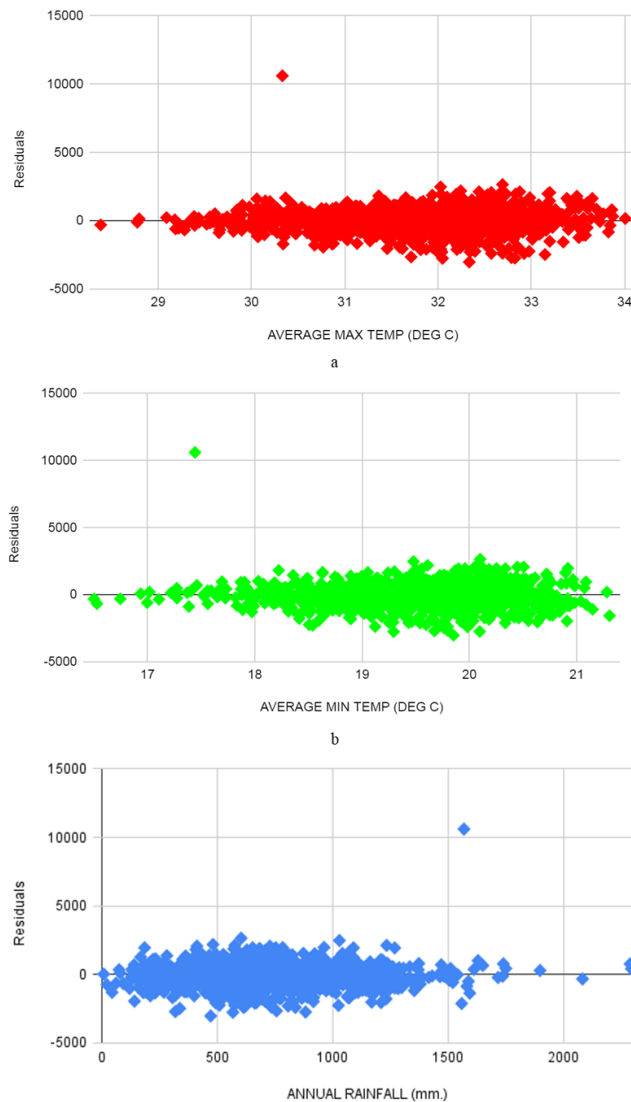 15000
10000
5000
0
-5000
Residuals
29 30 31 32 33 34
AVERAGE MAX TEMP (DEG C)
a
15000
10000
5000
0
-5000
Residuals
17 18 19 20 21
AVERAGE MIN TEMP (DEG C)
b
15000
10000
5000
0
-5000
Residuals
0 500 1000 1500 2000
ANNUAL RAINFALL (mm.)